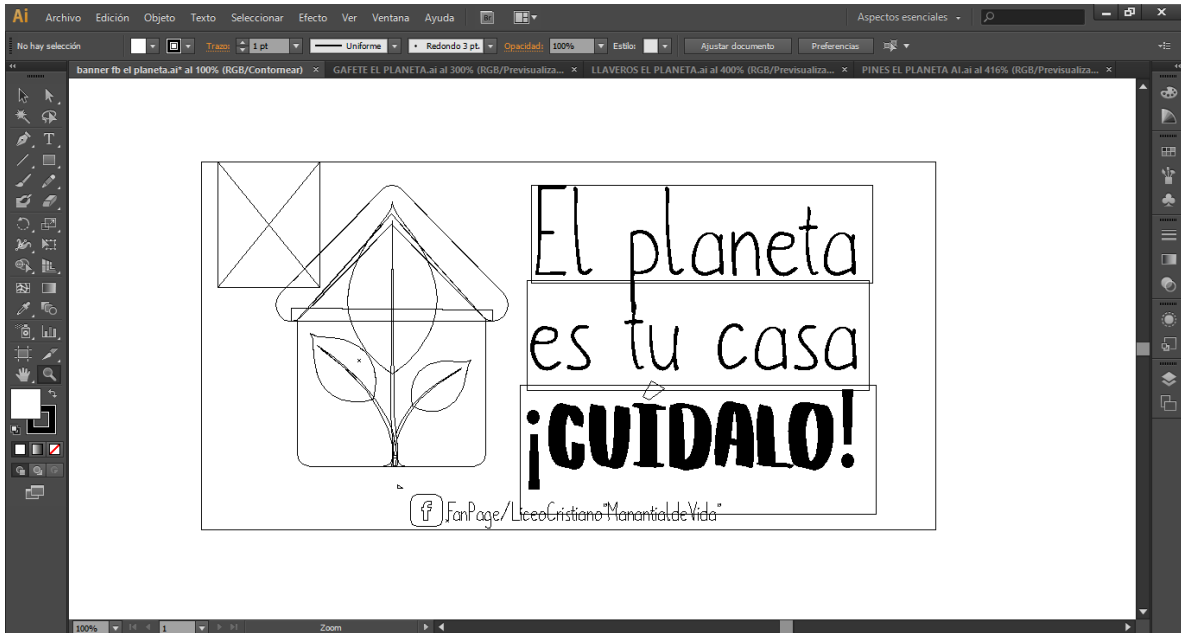 Ai Archivo Edición Objeto Texto Seleccionar Efecto Ver Ventana Ayuda Br Aspectos esenciales
No hay selección Trazo: 1 pt Uniforme Redondo 3 pt. Opacidad: 100% Estilo: Ajustar documento Preferencias
banner fb el planeta.ai* al 100% (RGB/Contornear) × GAFETE EL PLANETA.ai al 300% (RGB/Previsualiza... × LLAVEROS EL PLANETA.ai al 400% (RGB/Previsualiza... × PINES EL PLANETA AI.ai al 416% (RGB/Previsualiza... ×
El planeta
es tu casa
¡CUÍDALO!
f FanPage/LiceoCristiano"ManantialdeVida"
100% 1 Zoom